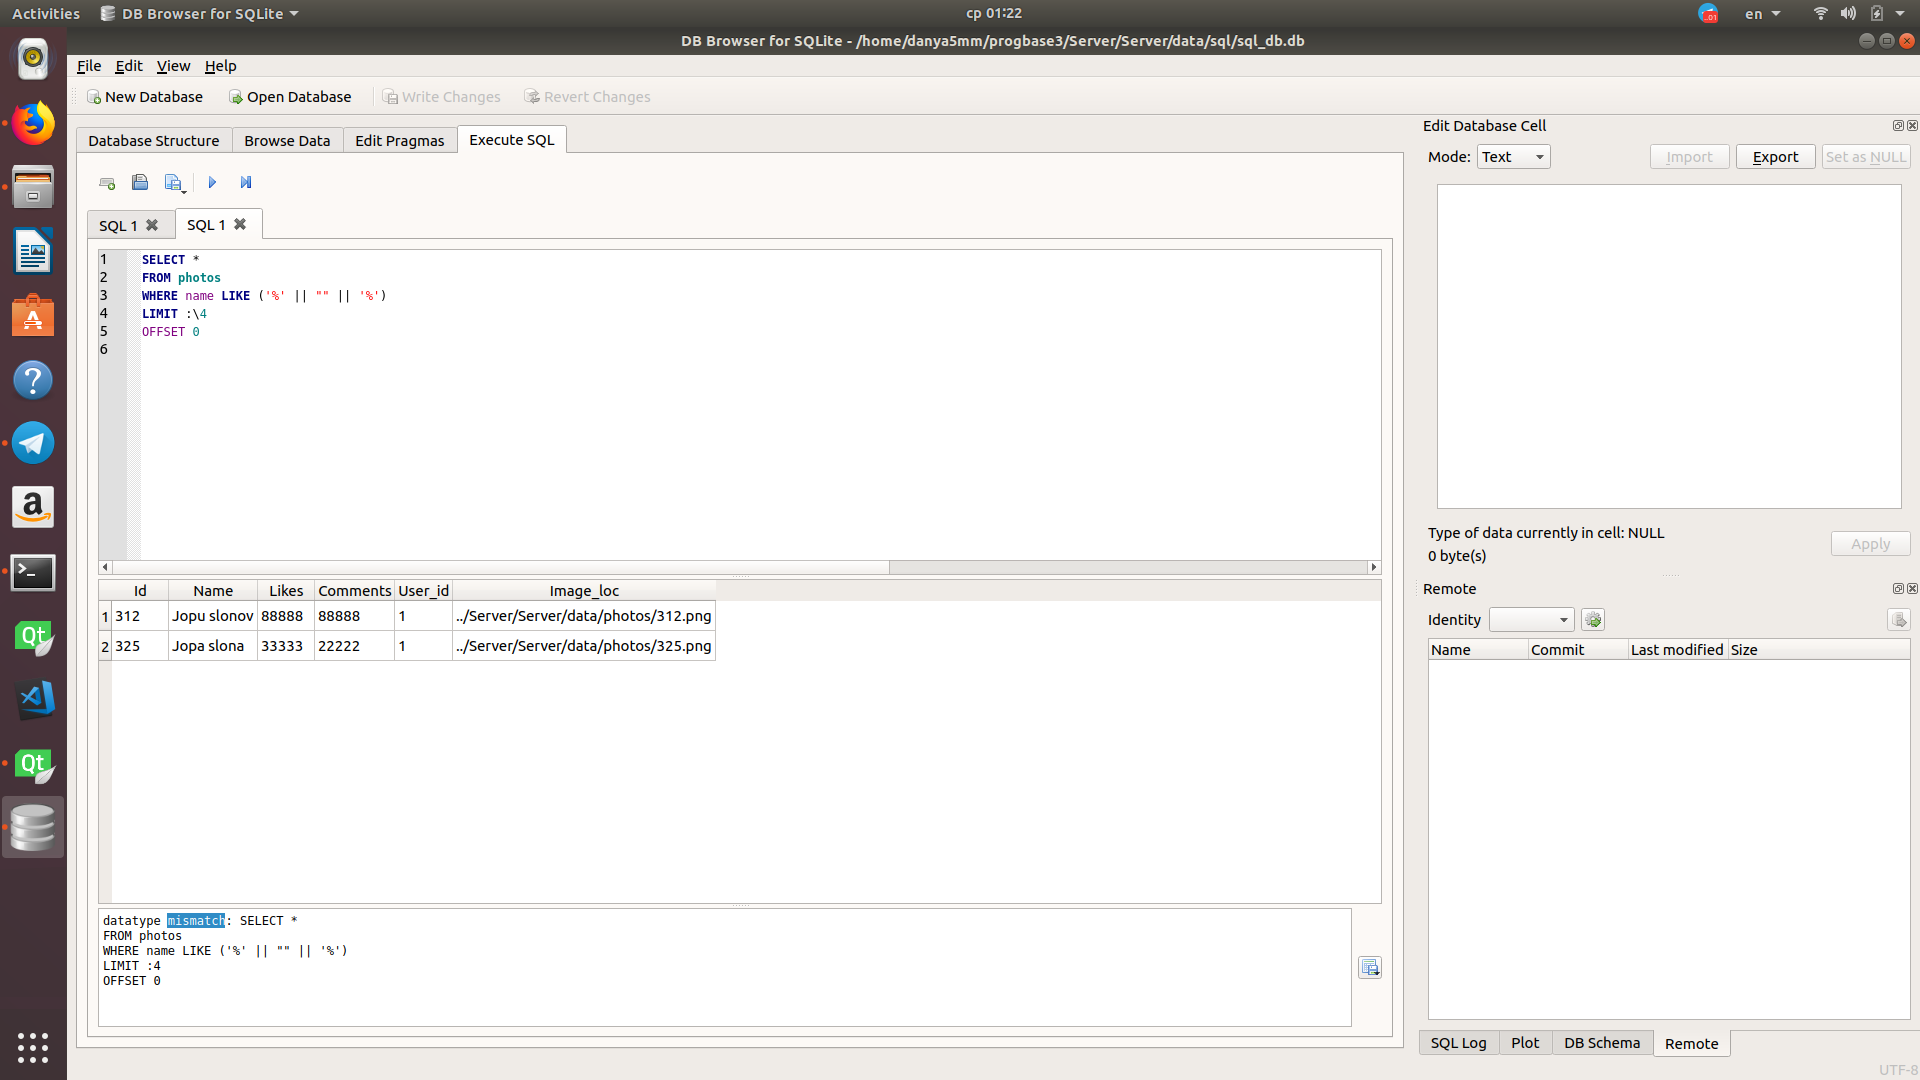 Activities
DB Browser for SQLite
ср 01:22
en
DB Browser for SQLite - /home/danya5mm/progbase3/Server/Server/data/sql/sql_db.db
File Edit View Help
New Database Open Database Write Changes Revert Changes
Database Structure Browse Data Edit Pragmas Execute SQL
SQL 1 SQL 1
1 SELECT *
2 FROM photos
3 WHERE name LIKE ('%' || "" || '%')
4 LIMIT :\4
5 OFFSET 0
6
Id Name Likes Comments User_id Image_loc
1 312 Jopu slonov 88888 88888 1 ../Server/Server/data/photos/312.png
2 325 Jopa slona 33333 22222 1 ../Server/Server/data/photos/325.png
datatype mismatch: SELECT *
FROM photos
WHERE name LIKE ('%' || "" || '%')
LIMIT :4
OFFSET 0
Edit Database Cell
Mode: Text Import Export Set as NULL
Type of data currently in cell: NULL
0 byte(s)
Apply
Remote
Identity
Name Commit Last modified Size
SQL Log Plot DB Schema Remote
UTF-8